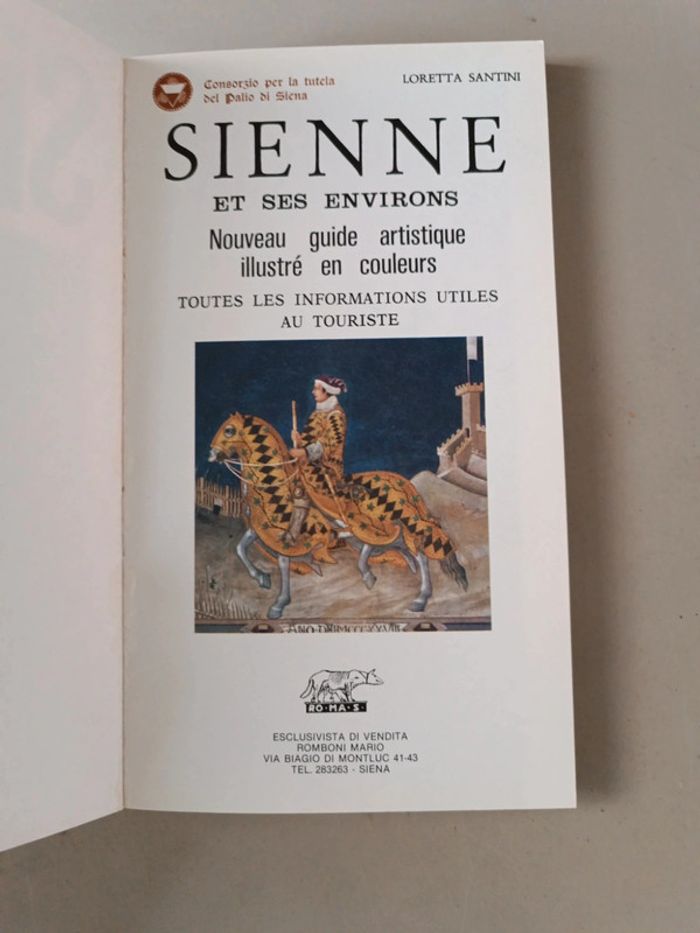 Consorzio per la tutela
del Palio di Siena
LORETTA SANTINI
SIENNE
ET SES ENVIRONS
Nouveau guide artistique
illustré en couleurs
TOUTES LES INFORMATIONS UTILES
AU TOURISTE
RO·MA·S·
ESCLUSIVISTA DI VENDITA
ROMBONI MARIO
VIA BIAGIO DI MONTLUC 41-43
TEL. 283263 - SIENA